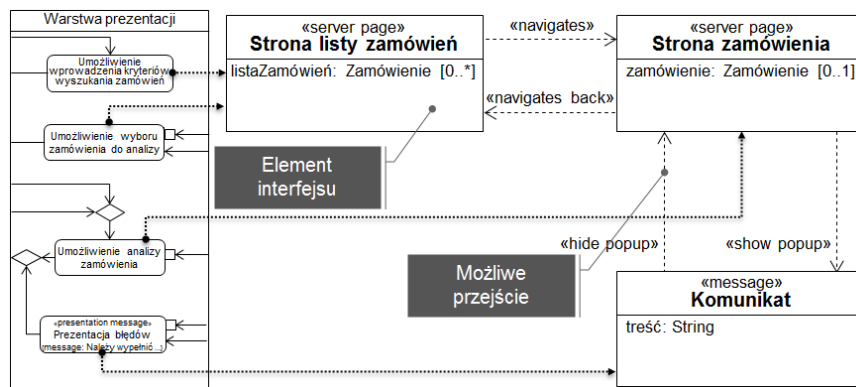 Warstwa prezentacji
Umożliwienie
wprowadzenia kryteriów
wyszukania zamówień
Umożliwienie wyboru
zamówienia do analizy
Umożliwienie analizy
zamówienia
«presentation message»
Prezentacja błędów
[message: Należy wypełnić ...]
«server page»
Strona listy zamówień
listaZamówień: Zamówienie [0..*]
«navigates»
«navigates back»
«server page»
Strona zamówienia
zamówienie: Zamówienie [0..1]
Element
interfejsu
«hide popup»
«show popup»
Możliwe
przejście
«message»
Komunikat
treść: String